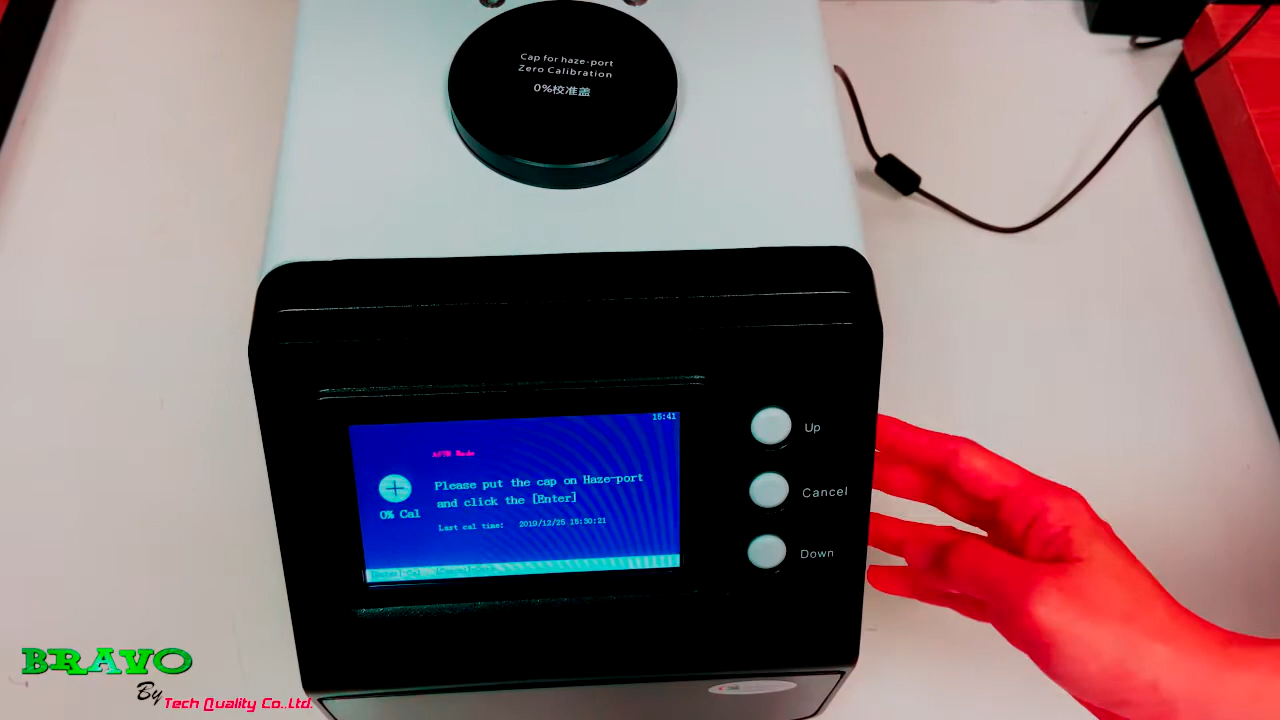 Cap for haze-port
Zero Calibration
0%校准盖
15:41
ASTM Mode
Please put the cap on Haze-port
and click the [Enter]
0% Cal
Last cal time: 2019/12/25 15:30:21
Up
Cancel
Down
BRAVO
By
Tech Quality Co.,Ltd.